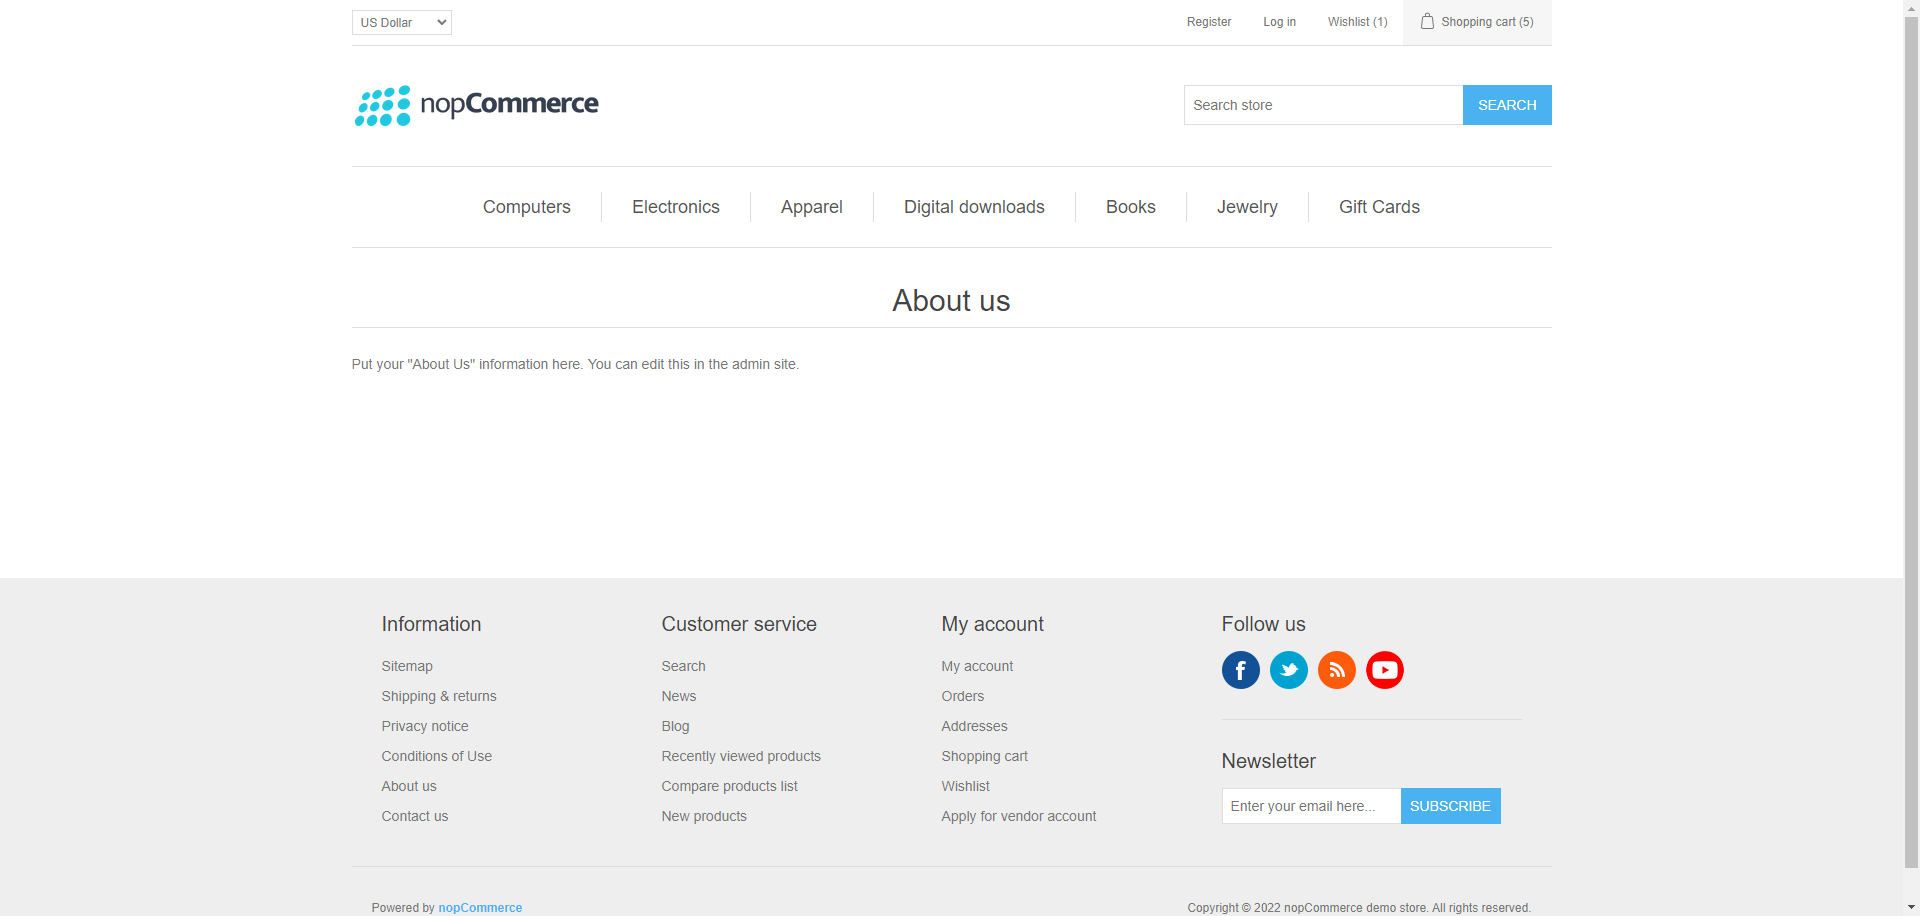 US Dollar
Register
Log in
Wishlist (1)
Shopping cart (5)
nopCommerce
Search store
SEARCH
Computers
Electronics
Apparel
Digital downloads
Books
Jewelry
Gift Cards
About us
Put your "About Us" information here. You can edit this in the admin site.
Information
Sitemap
Shipping & returns
Privacy notice
Conditions of Use
About us
Contact us
Customer service
Search
News
Blog
Recently viewed products
Compare products list
New products
My account
My account
Orders
Addresses
Shopping cart
Wishlist
Apply for vendor account
Follow us
Newsletter
Enter your email here...
SUBSCRIBE
Powered by nopCommerce
Copyright © 2022 nopCommerce demo store. All rights reserved.